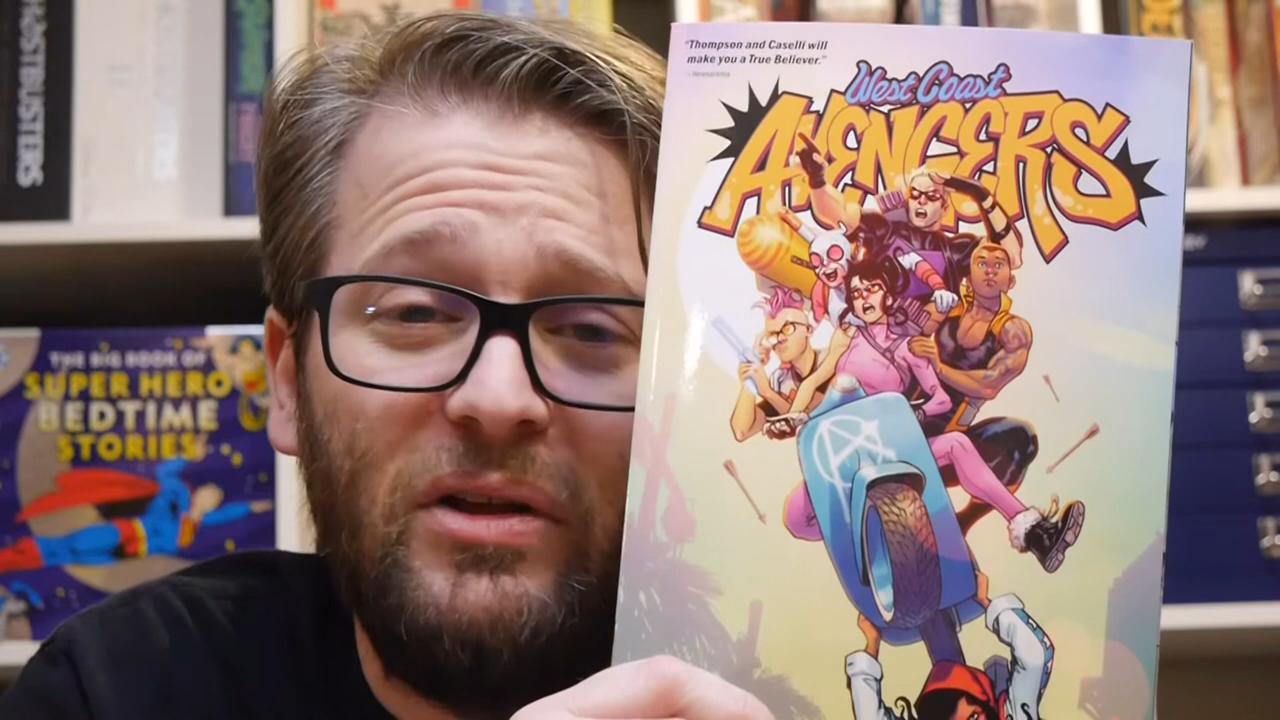 GHOSTBUSTERS
"Thompson and Caselli will
make you a True Believer."
West Coast
AVENGERS
THE BIG BOOK OF
SUPER HERO
BEDTIME
STORIES